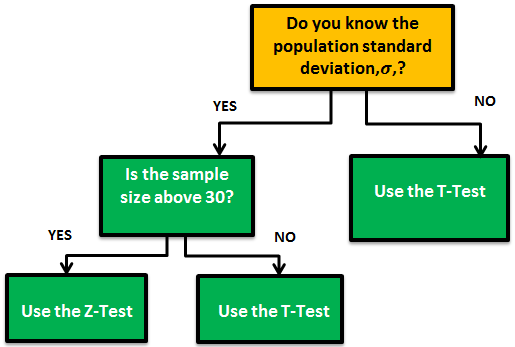 Do you know the
population standard
deviation,σ,?
YES
NO
Is the sample
size above 30?
Use the T-Test
YES
NO
Use the Z-Test
Use the T-Test